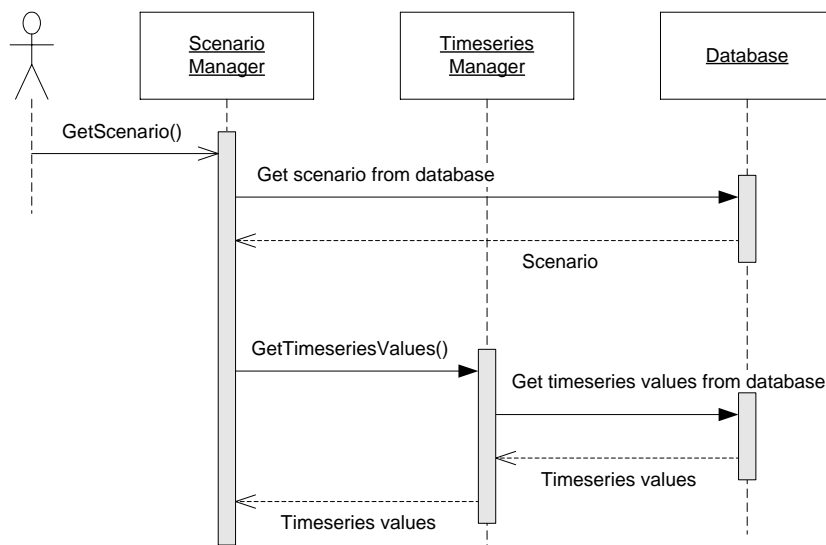 Scenario
Manager
Timeseries
Manager
Database
GetScenario()
Get scenario from database
Scenario
GetTimeseriesValues()
Get timeseries values from database
Timeseries values
Timeseries values